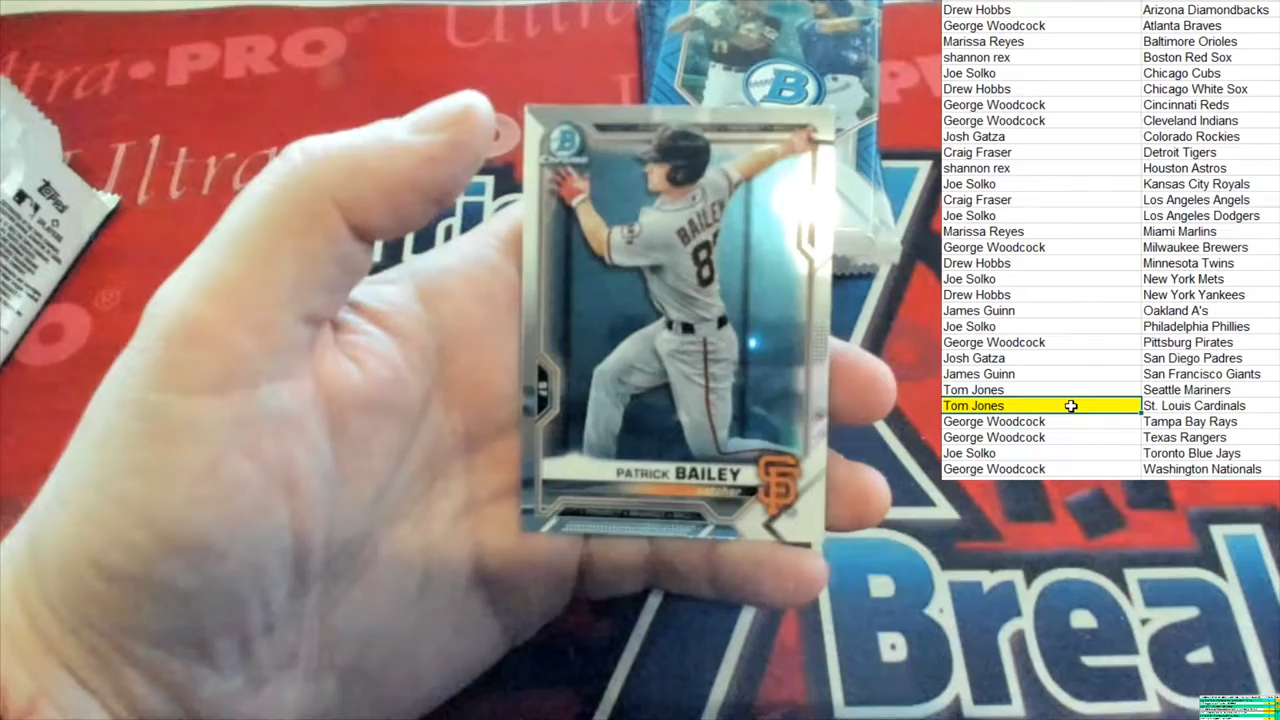 Drew Hobbs Arizona Diamondbacks
George Woodcock Atlanta Braves
Marissa Reyes Baltimore Orioles
shannon rex Boston Red Sox
Joe Solko Chicago Cubs
Drew Hobbs Chicago White Sox
George Woodcock Cincinnati Reds
George Woodcock Cleveland Indians
Josh Gatza Colorado Rockies
Craig Fraser Detroit Tigers
shannon rex Houston Astros
Joe Solko Kansas City Royals
Craig Fraser Los Angeles Angels
Joe Solko Los Angeles Dodgers
Marissa Reyes Miami Marlins
George Woodcock Milwaukee Brewers
Drew Hobbs Minnesota Twins
Joe Solko New York Mets
Drew Hobbs New York Yankees
James Guinn Oakland A's
Joe Solko Philadelphia Phillies
George Woodcock Pittsburg Pirates
Josh Gatza San Diego Padres
James Guinn San Francisco Giants
Tom Jones Seattle Mariners
Tom Jones St. Louis Cardinals
George Woodcock Tampa Bay Rays
George Woodcock Texas Rangers
Joe Solko Toronto Blue Jays
George Woodcock Washington Nationals
tra•PRO®
Ultra
PRO®
Topps
B
B
Chrome
BAILEY
8
PATRICK BAILEY
catcher
SF
Break